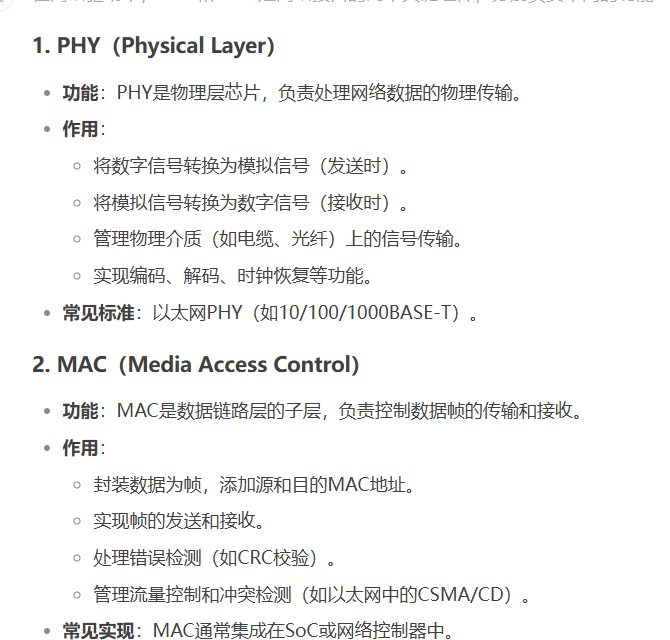 1. PHY（Physical Layer）
功能：PHY是物理层芯片，负责处理网络数据的物理传输。
作用：
将数字信号转换为模拟信号（发送时）。
将模拟信号转换为数字信号（接收时）。
管理物理介质（如电缆、光纤）上的信号传输。
实现编码、解码、时钟恢复等功能。
常见标准：以太网PHY（如10/100/1000BASE-T）。
2. MAC（Media Access Control）
功能：MAC是数据链路层的子层，负责控制数据帧的传输和接收。
作用：
封装数据为帧，添加源和目的MAC地址。
实现帧的发送和接收。
处理错误检测（如CRC校验）。
管理流量控制和冲突检测（如以太网中的CSMA/CD）。
常见实现：MAC通常集成在SoC或网络控制器中。